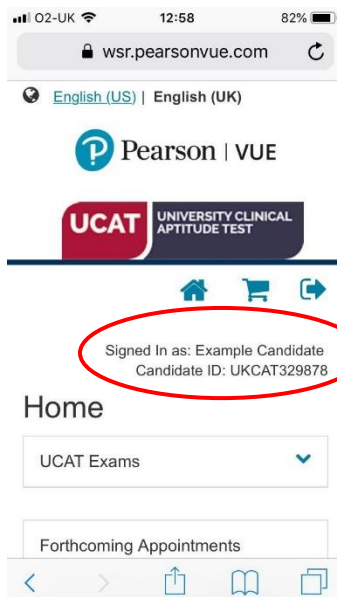 O2-UK 12:58 82%
wsr.pearsonvue.com
English (US) | English (UK)
Pearson | VUE
UCAT UNIVERSITY CLINICAL
APTITUDE TEST
Signed In as: Example Candidate
Candidate ID: UKCAT329878
Home
UCAT Exams
Forthcoming Appointments